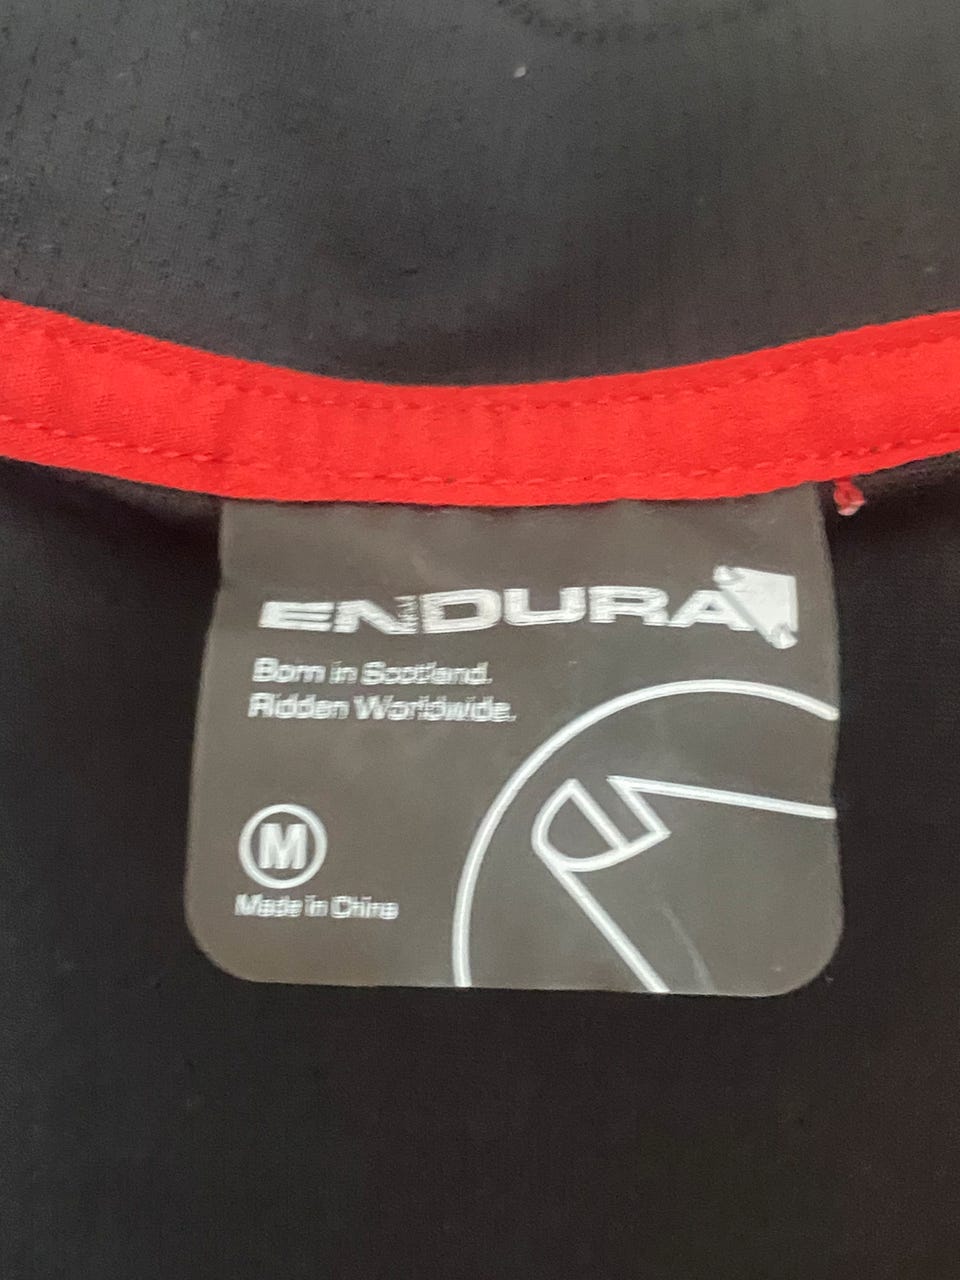 ENDURA
Born in Scotland.
Ridden Worldwide.
M
Made in China